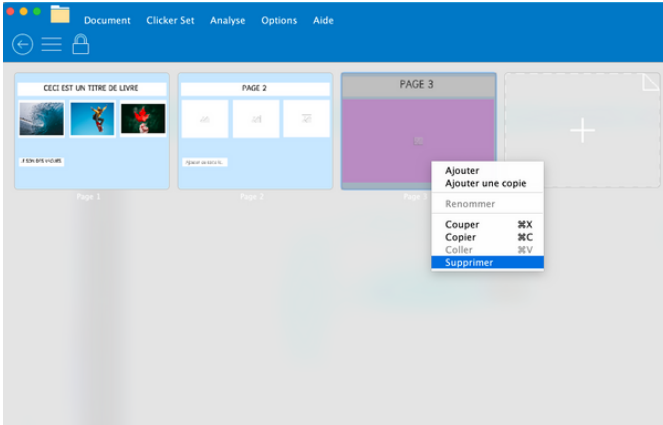 Document Clicker Set Analyse Options Aide
CECI EST UN TITRE DE LIVRE
PAGE 2
PAGE 3
Page 1
Page 2
Page
Ajouter
Ajouter une copie
Renommer
Couper ⌘X
Copier ⌘C
Coller ⌘V
Supprimer